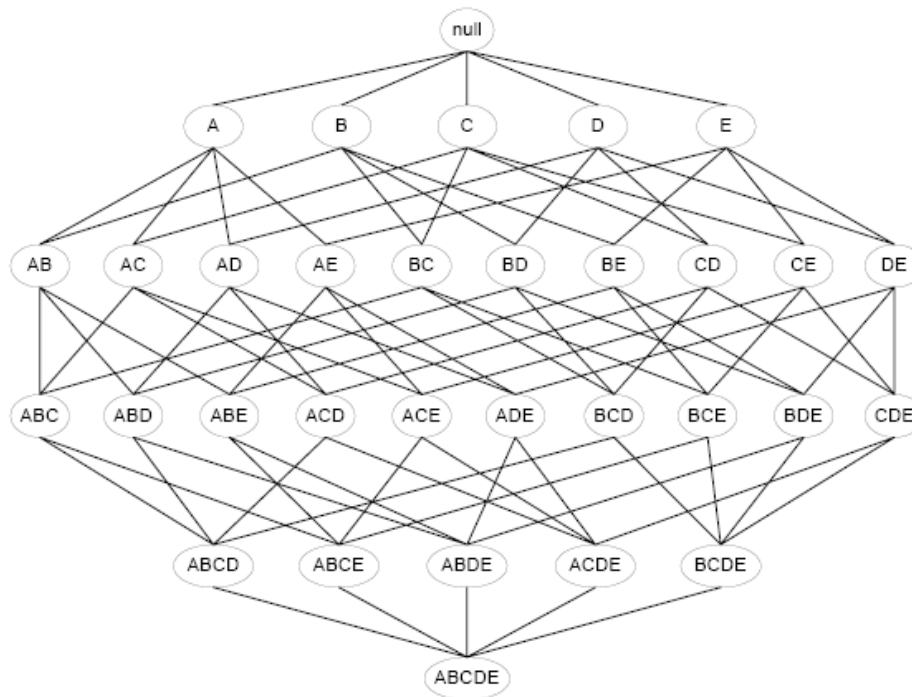 null
A B C D E
AB AC AD AE BC BD BE CD CE DE
ABC ABD ABE ACD ACE ADE BCD BCE BDE CDE
ABCD ABCE ABDE ACDE BCDE
ABCDE